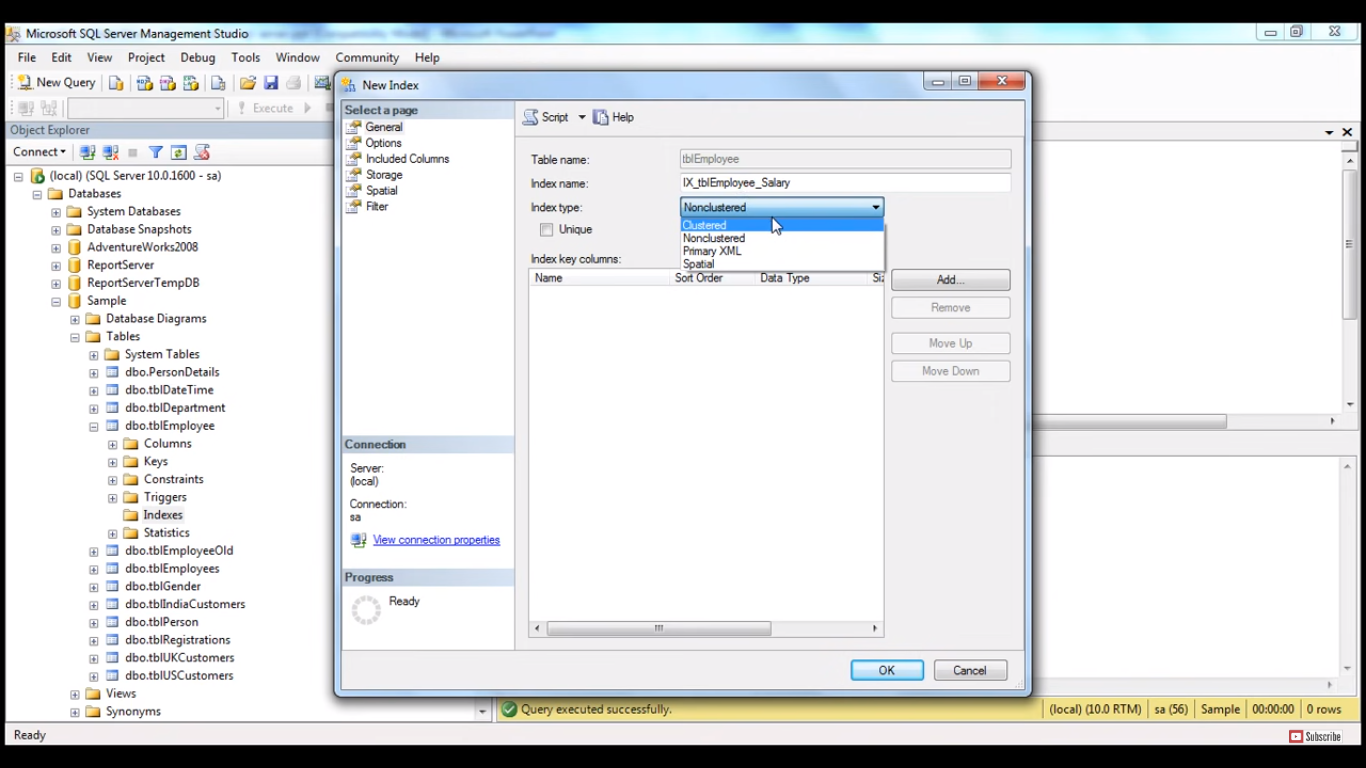 Microsoft SQL Server Management Studio
File Edit View Project Debug Tools Window Community Help
New Query
Execute
Object Explorer
Connect
(local) (SQL Server 10.0.1600 - sa)
Databases
System Databases
Database Snapshots
AdventureWorks2008
ReportServer
ReportServerTempDB
Sample
Database Diagrams
Tables
System Tables
dbo.PersonDetails
dbo.tblDateTime
dbo.tblDepartment
dbo.tblEmployee
Columns
Keys
Constraints
Triggers
Indexes
Statistics
dbo.tblEmployeeOld
dbo.tblEmployees
dbo.tblGender
dbo.tblIndiaCustomers
dbo.tblPerson
dbo.tblRegistrations
dbo.tblUKCustomers
dbo.tblUSCustomers
Views
Synonyms
New Index
Select a page
General
Options
Included Columns
Storage
Spatial
Filter
Connection
Server:
(local)
Connection:
sa
View connection properties
Progress
Ready
Script Help
Table name: tblEmployee
Index name: IX_tblEmployee_Salary
Index type: Nonclustered
Clustered
Nonclustered
Primary XML
Spatial
Unique
Index key columns:
Name Sort Order Data Type
Add...
Remove
Move Up
Move Down
OK Cancel
Query executed successfully. (local) (10.0 RTM) sa (56) Sample 00:00:00 0 rows
Ready
Subscribe